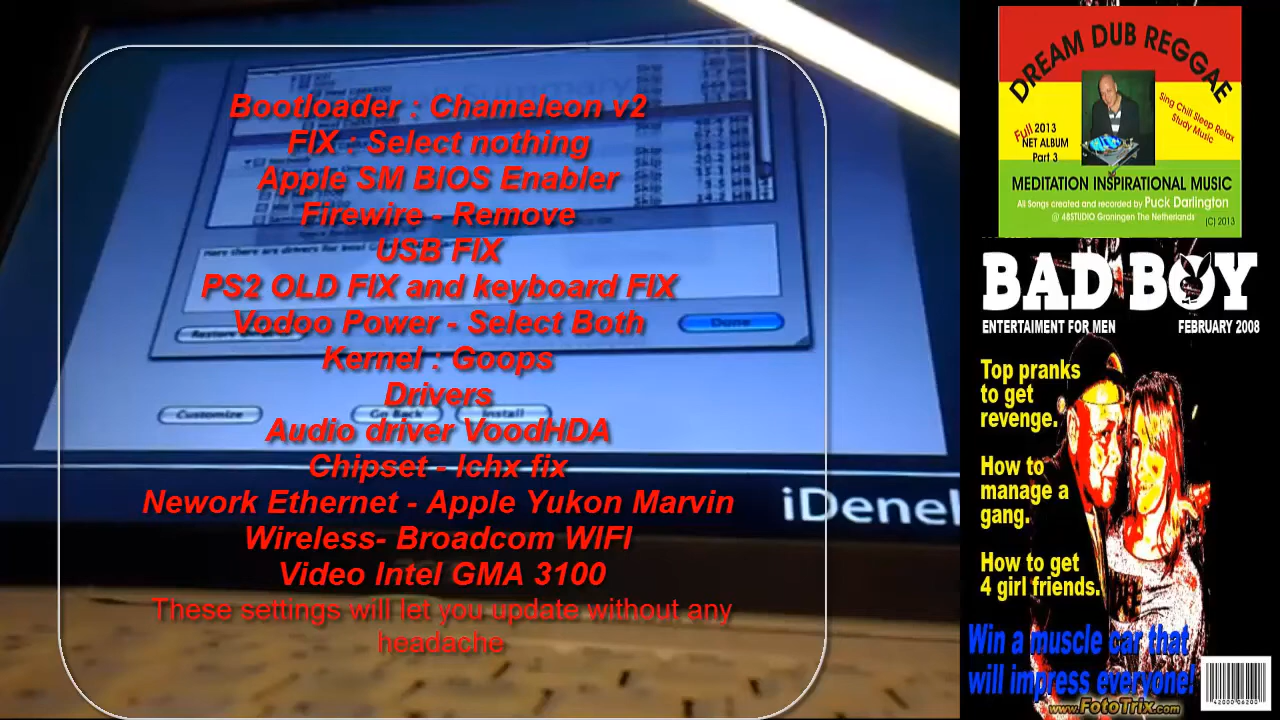 Bootloader : Chameleon v2
FIX : Select nothing
Apple SM BIOS Enabler
Firewire - Remove
USB FIX
PS2 OLD FIX and keyboard FIX
Vodoo Power - Select Both
Kernel : Goops
Drivers
Audio driver VoodHDA
Chipset - Ichx fix
Nework Ethernet - Apple Yukon Marvin
Wireless- Broadcom WIFI
Video Intel GMA 3100
These settings will let you update without any
headache
Done
Customize
Go Back
Install
DREAM DUB REGGAE
Sing Chill Sleep Relax
Study Music
Full 2013
NET ALBUM
Part 3
MEDITATION INSPIRATIONAL MUSIC
All Songs created and recorded by Puck Darlington
@ 48STUDIO Groningen The Netherlands
(C) 2013
BAD BOY
ENTERTAIMENT FOR MEN FEBRUARY 2008
Top pranks
to get
revenge.
How to
manage a
gang.
How to get
4 girl friends.
Win a muscle car that
will impress everyone!
www.FotoTrix.com